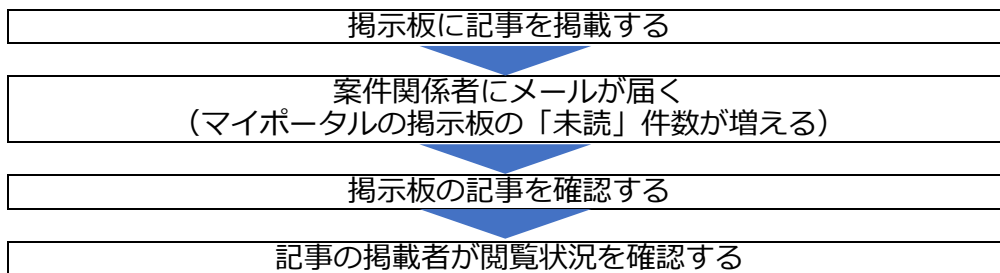 掲示板に記事を掲載する
案件関係者にメールが届く
（マイポータルの掲示板の「未読」件数が増える）
掲示板の記事を確認する
記事の掲載者が閲覧状況を確認する